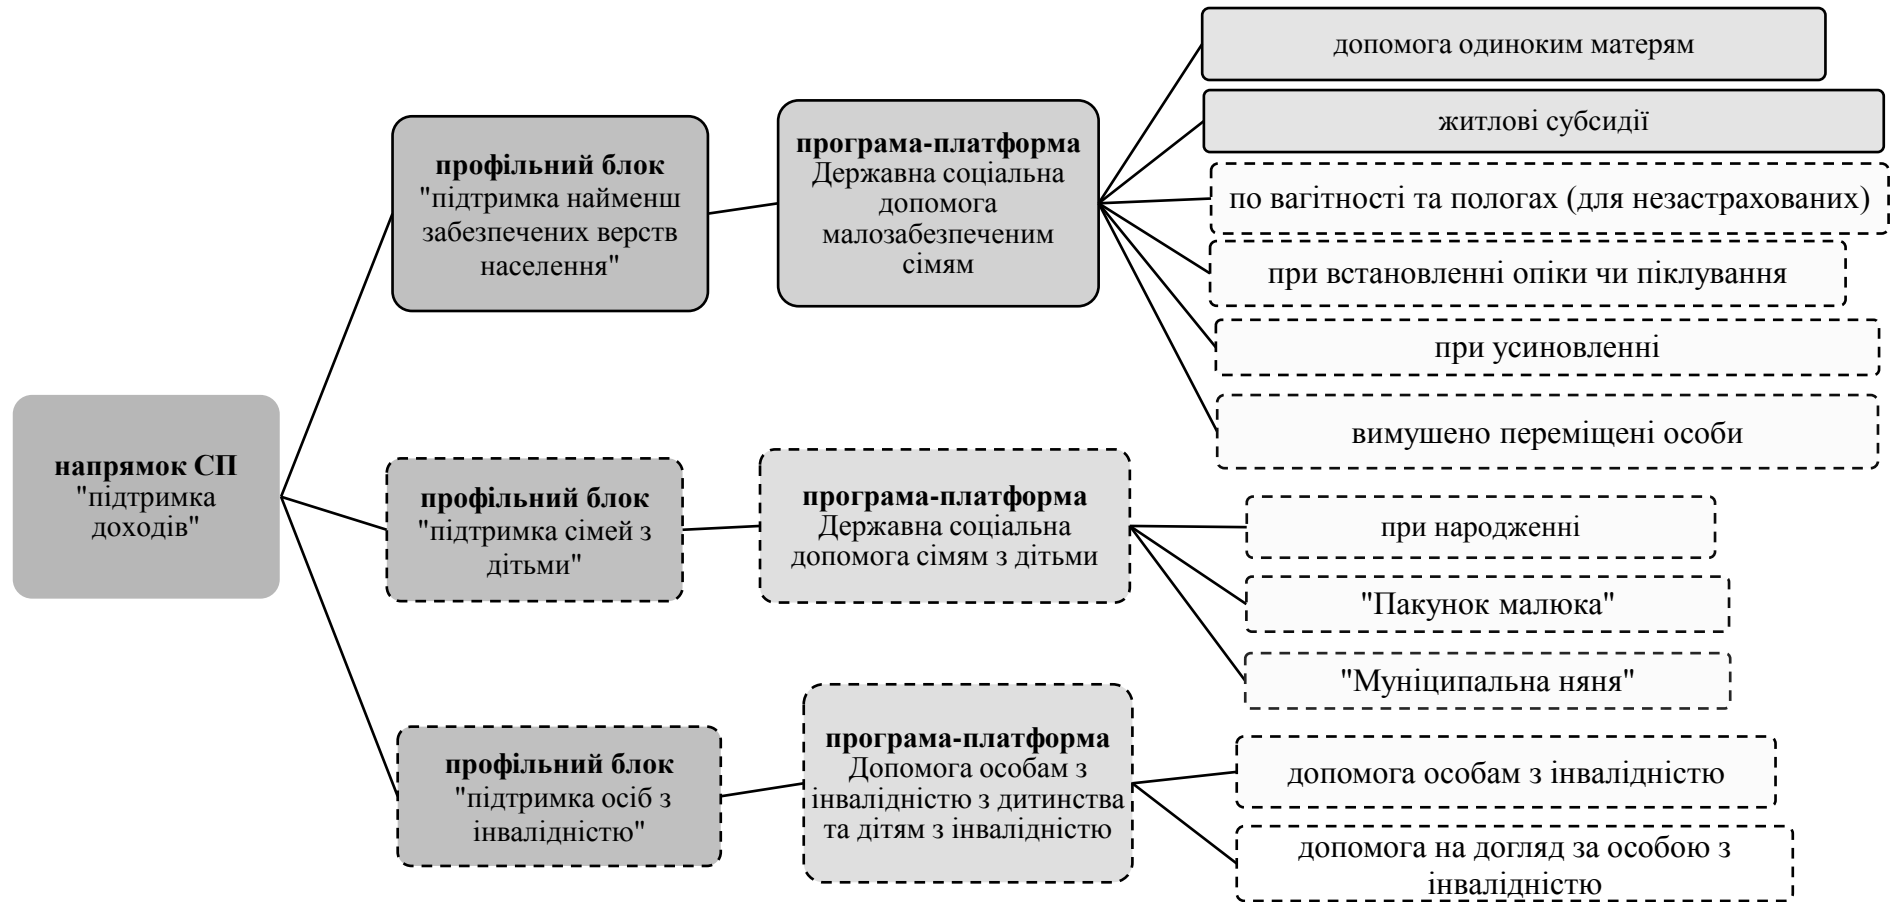 напрямок СП
"підтримка
доходів"
профільний блок
"підтримка найменш
забезпечених верств
населення"
програма-платформа
Державна соціальна
допомога
малозабезпеченим
сімям
допомога одиноким матерям
житлові субсидії
по вагітності та пологах (для незастрахованих)
при встановленні опіки чи піклування
при усиновленні
вимушено переміщені особи
профільний блок
"підтримка сімей з
дітьми"
програма-платформа
Державна соціальна
допомога сімям з дітьми
при народженні
"Пакунок малюка"
"Муніципальна няня"
профільний блок
"підтримка осіб з
інвалідністю"
програма-платформа
Допомога особам з
інвалідністю з дитинства
та дітям з інвалідністю
допомога особам з інвалідністю
допомога на догляд за особою з
інвалідністю